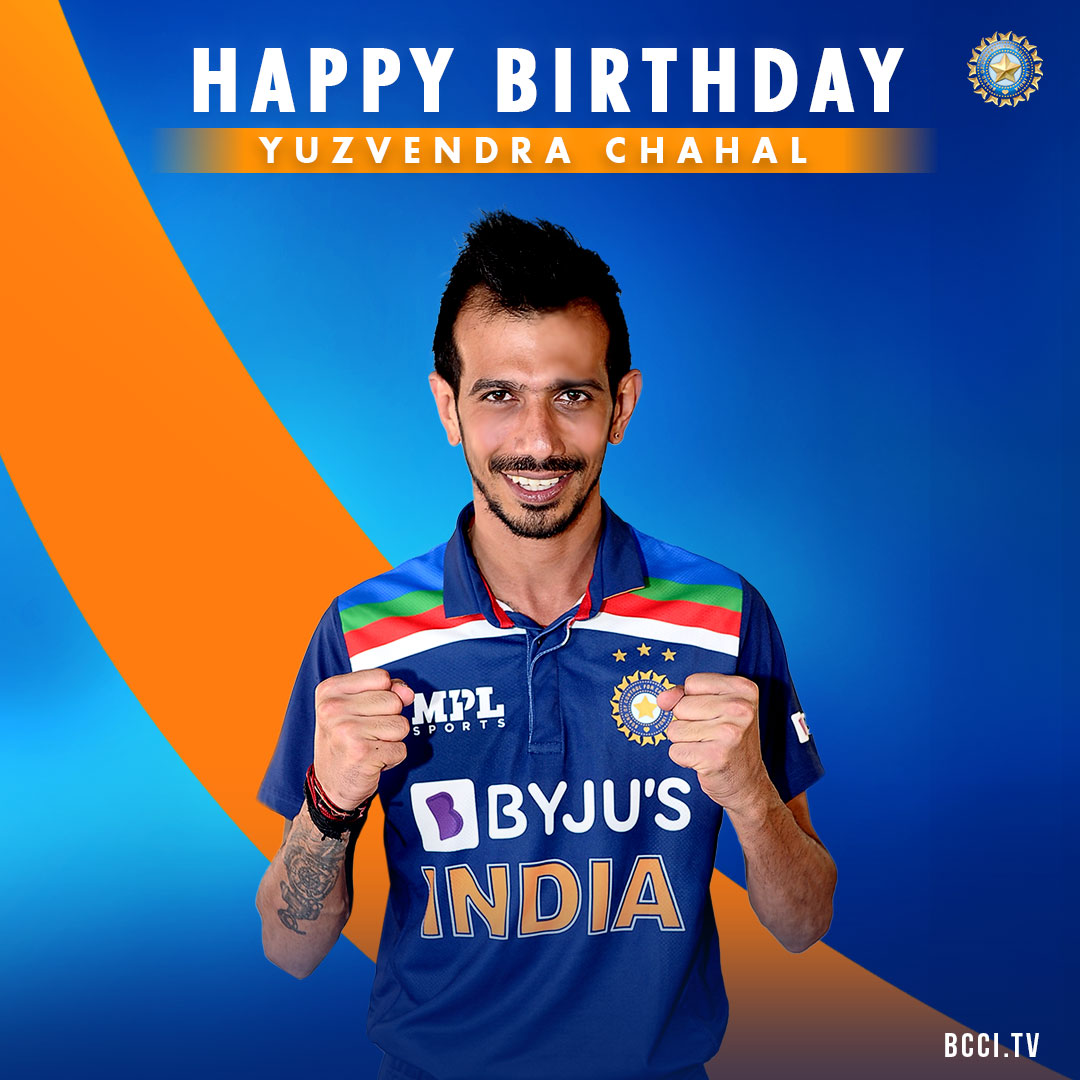 HAPPY BIRTHDAY
YUZVENDRA CHAHAL
MPL
SPORTS
BYJU'S
INDIA
BCCI.TV